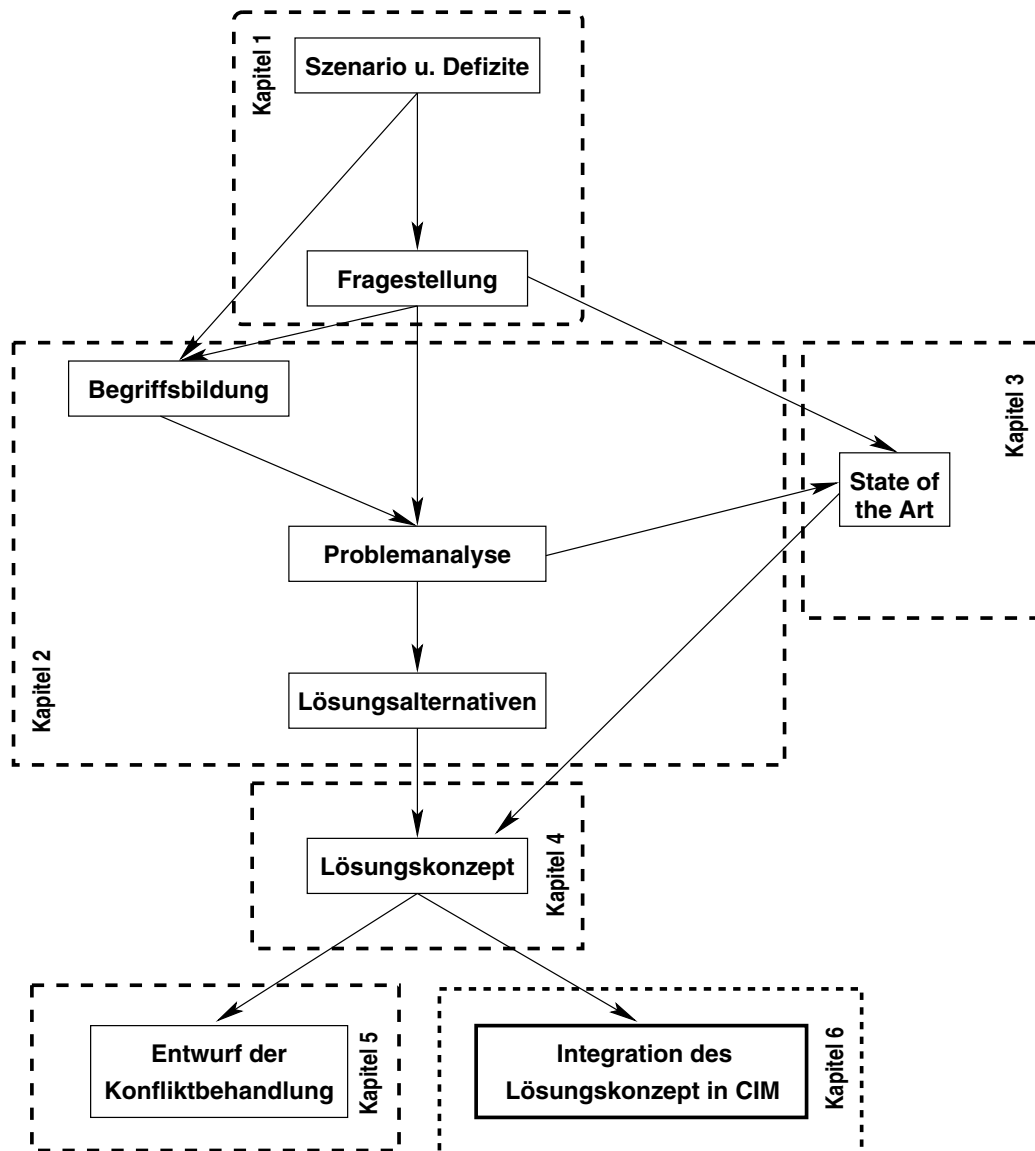 Kapitel 1
Szenario u. Defizite
Fragestellung
Begriffsbildung
Kapitel 3
State of
the Art
Problemanalyse
Kapitel 2
Lösungsalternativen
Lösungskonzept
Kapitel 4
Entwurf der
Konfliktbehandlung
Kapitel 5
Integration des
Lösungskonzept in CIM
Kapitel 6